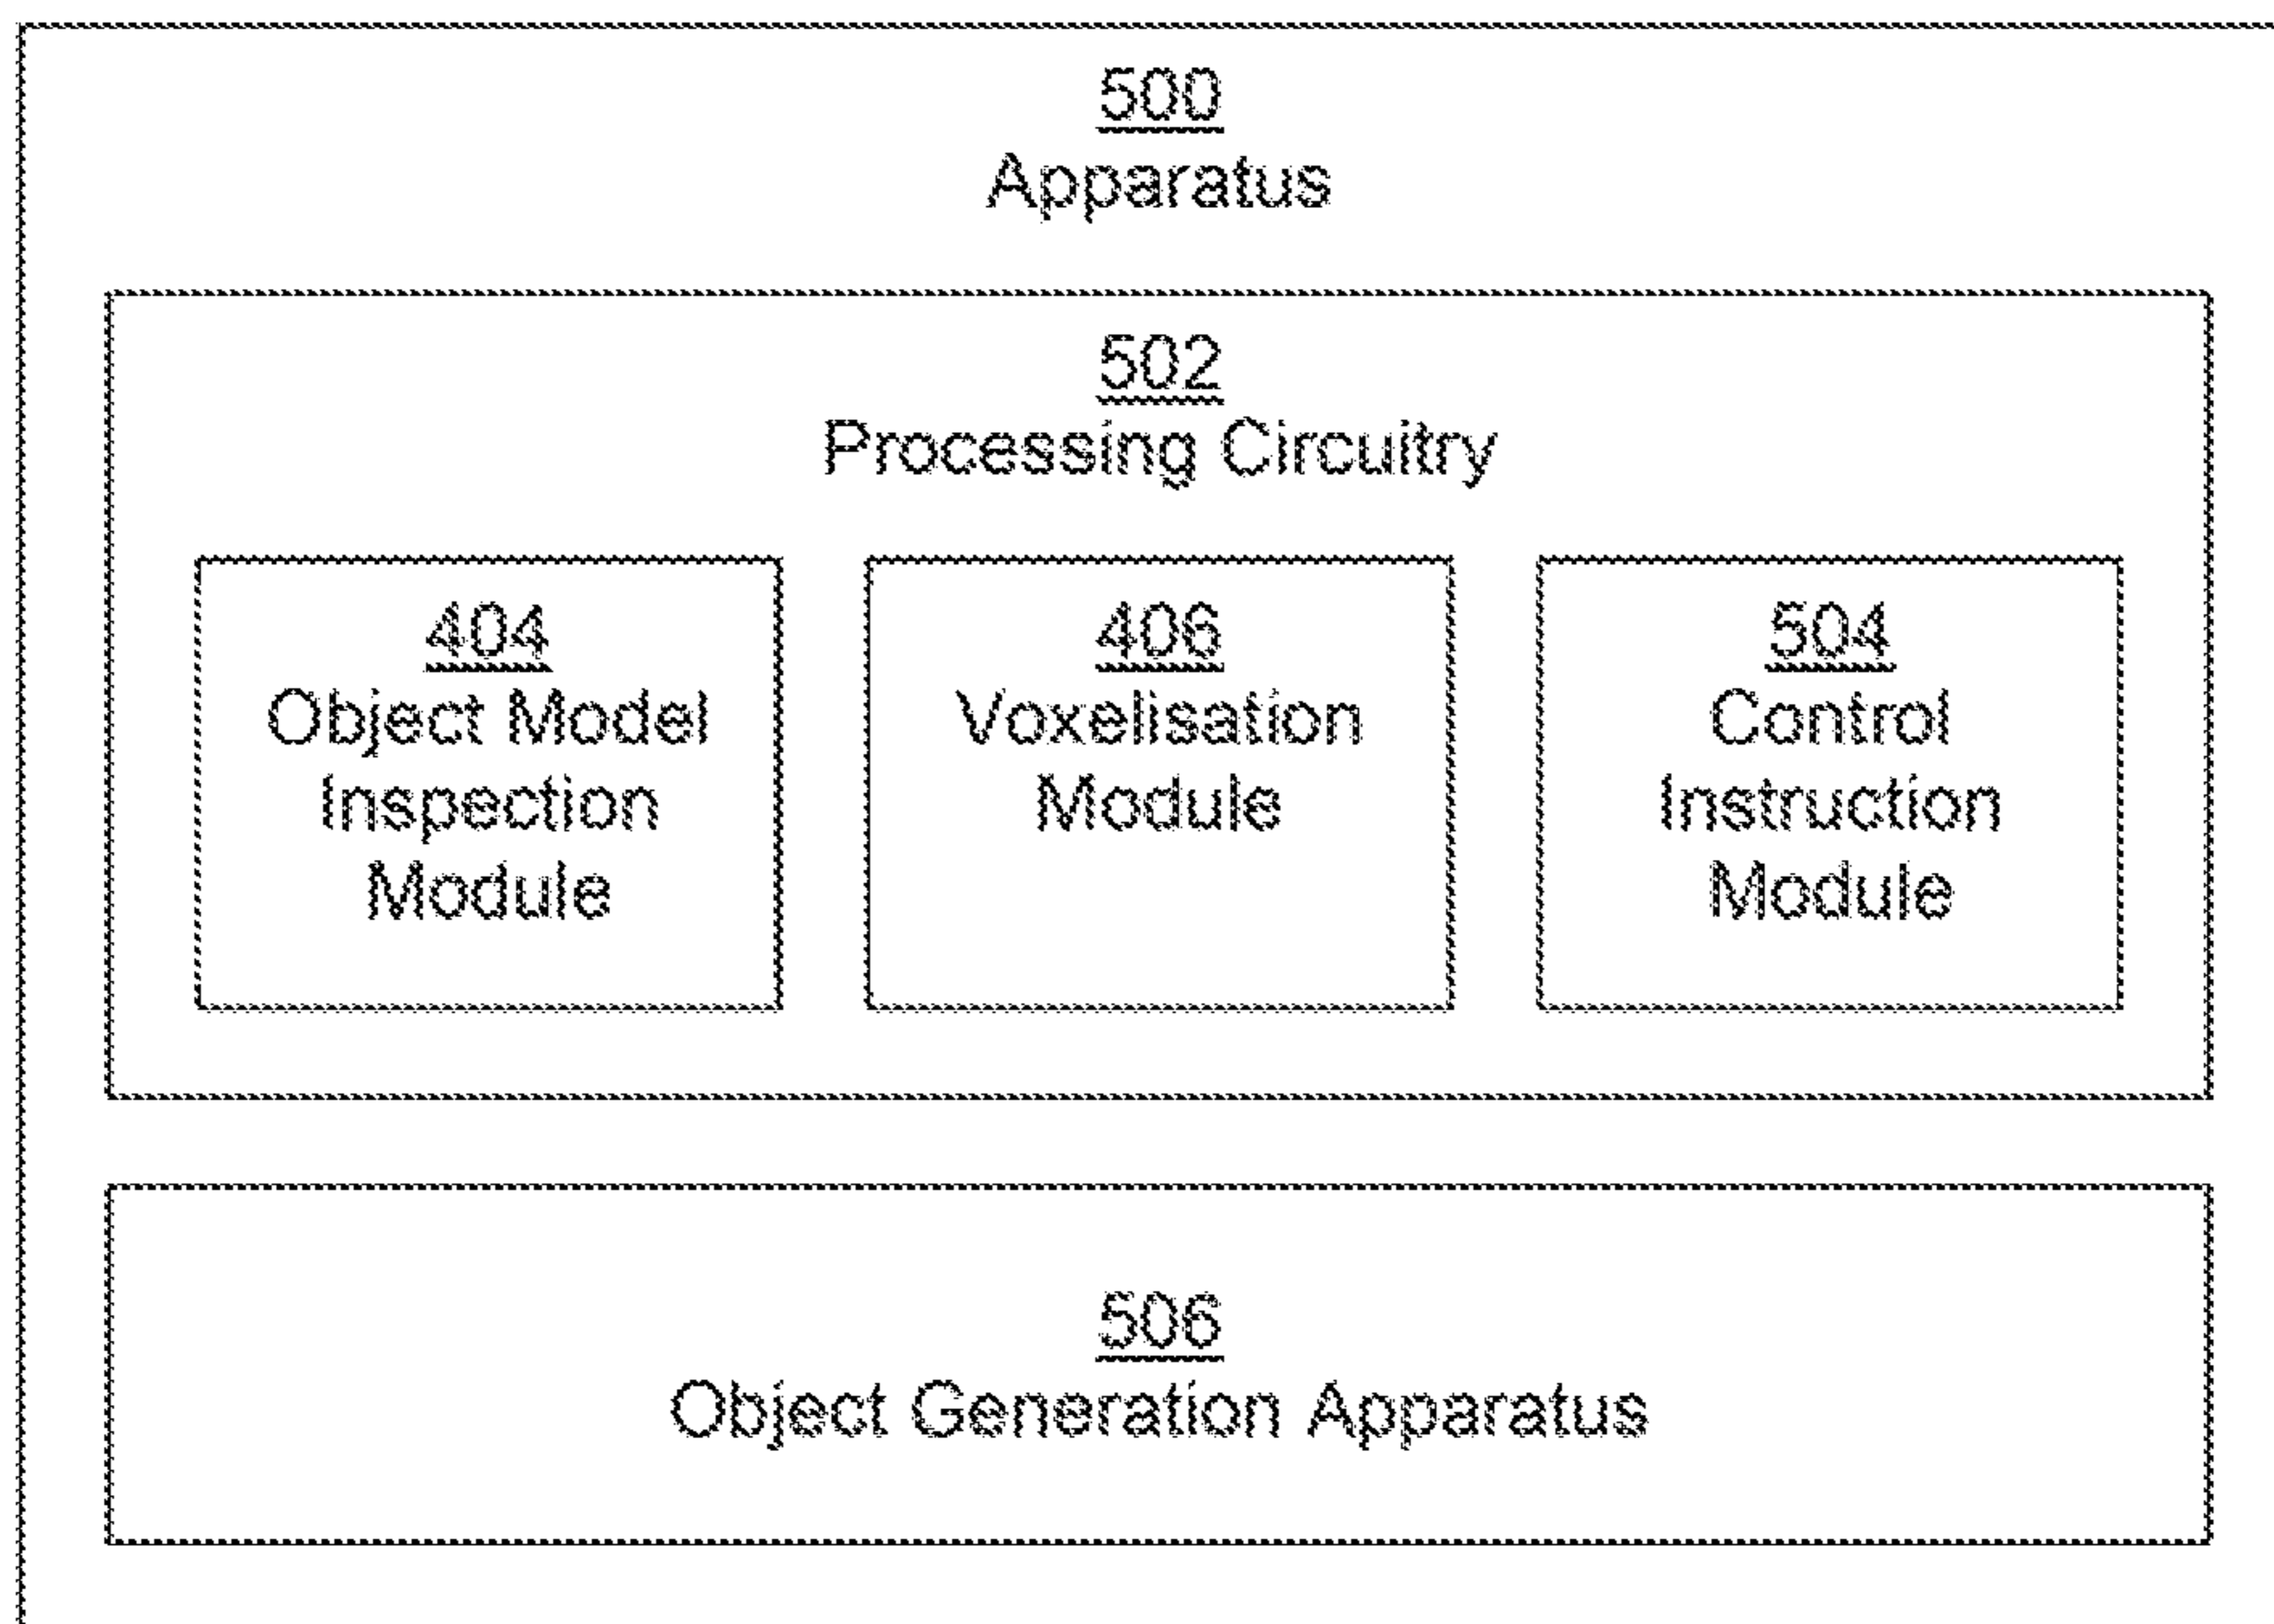 500
Apparatus
502
Processing Circuitry
404
Object Model
Inspection
Module
406
Voxelisation
Module
504
Control
Instruction
Module
506
Object Generation Apparatus